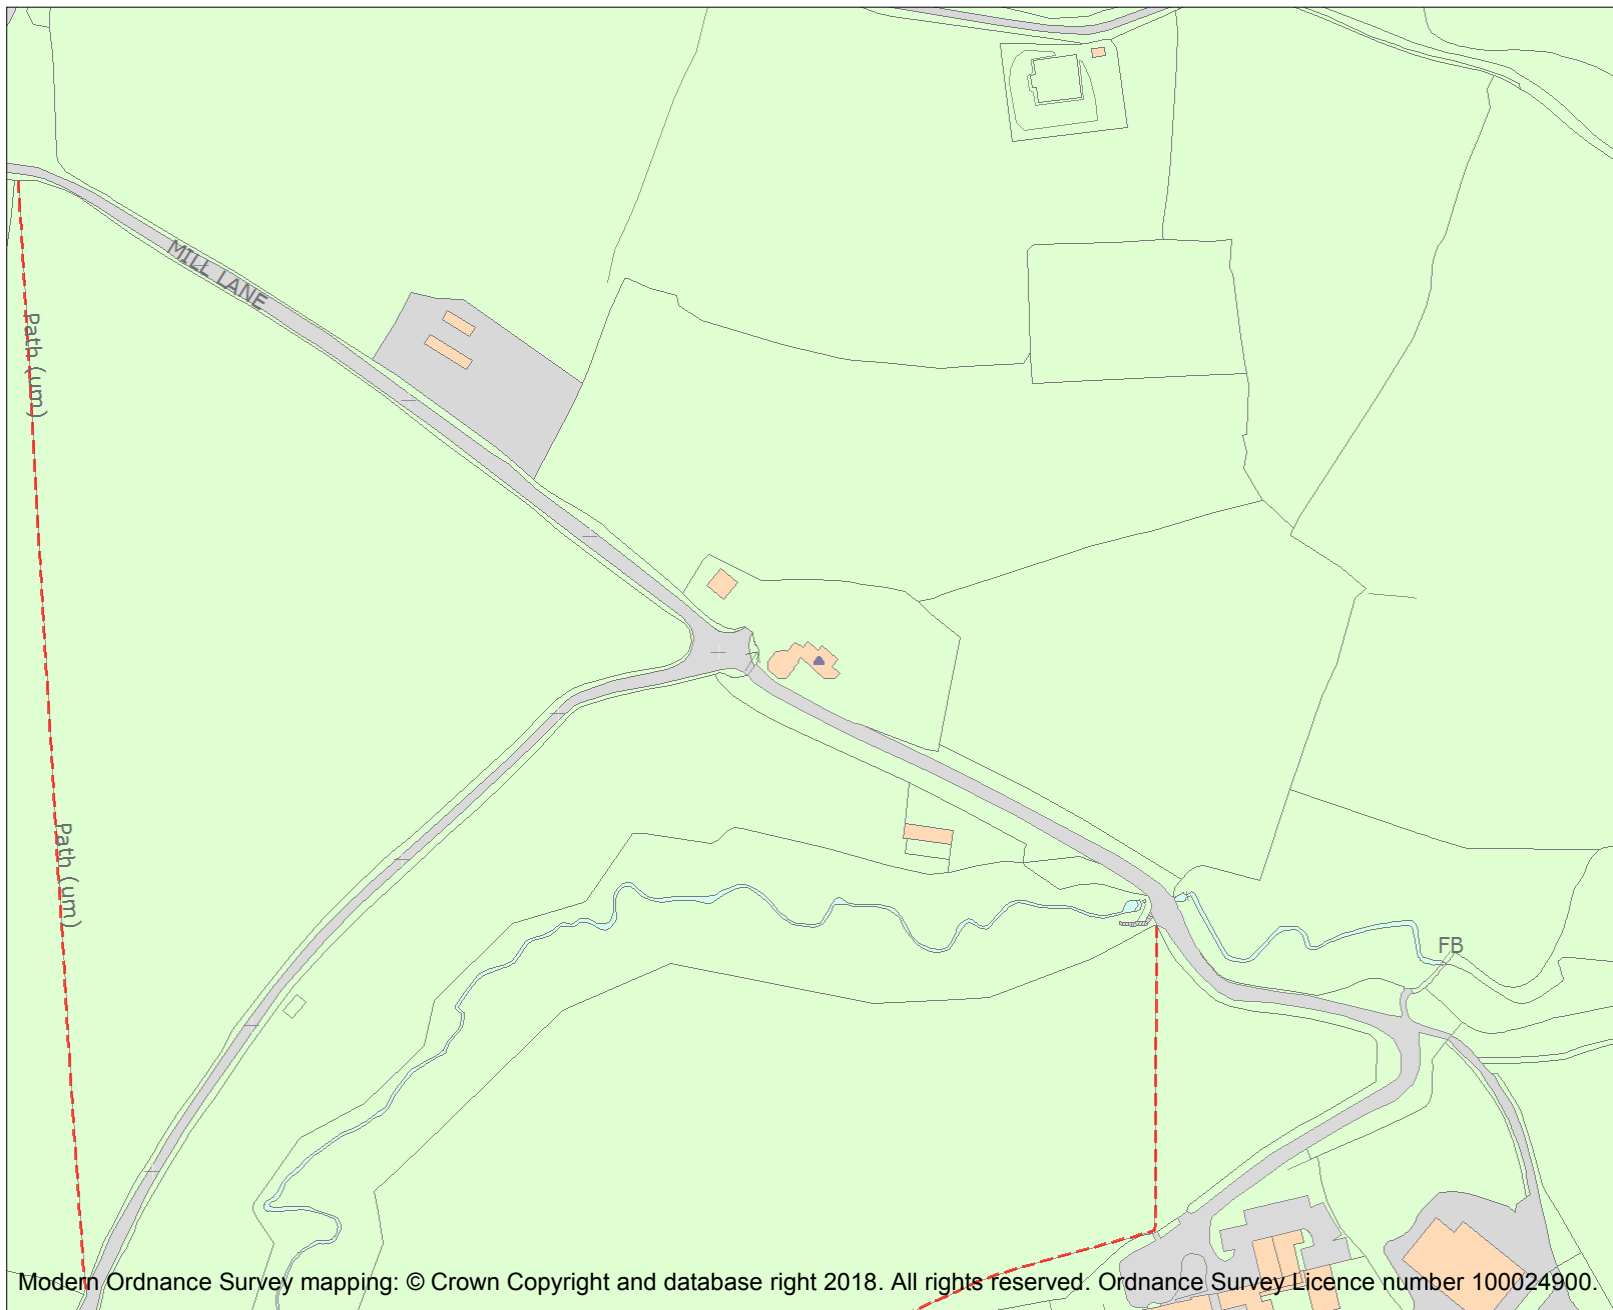 MILL LANE
Path (um)
Path (um)
FB
Modern Ordnance Survey mapping: © Crown Copyright and database right 2018. All rights reserved. Ordnance Survey Licence number 100024900.